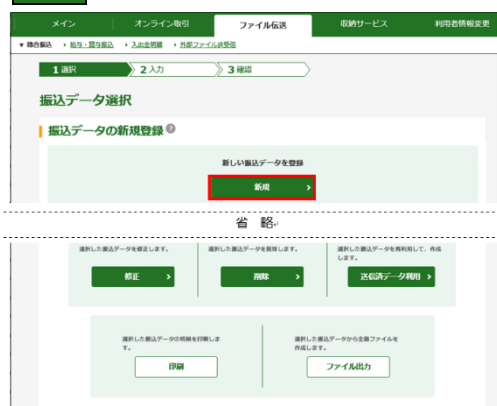 メイン オンライン取引 ファイル伝送 収納サービス 利用者情報変更
▼ 総合振込 ▸ 給与・賞与振込 ▸ 入出金明細 ▸ 外部ファイル送受信
1 選択 2 入力 3 確認
振込データ選択
振込データの新規登録 ?
新しい振込データを登録
新規 ›
省 略
選択した振込データを修正します。 選択した振込データを削除します。 選択した振込データを再利用して、作成
します。
修正 › 削除 › 送信済データ利用 ›
選択した振込データの明細を印刷しま 選択した振込データから全銀ファイルを
す。 作成します。
印刷 ファイル出力